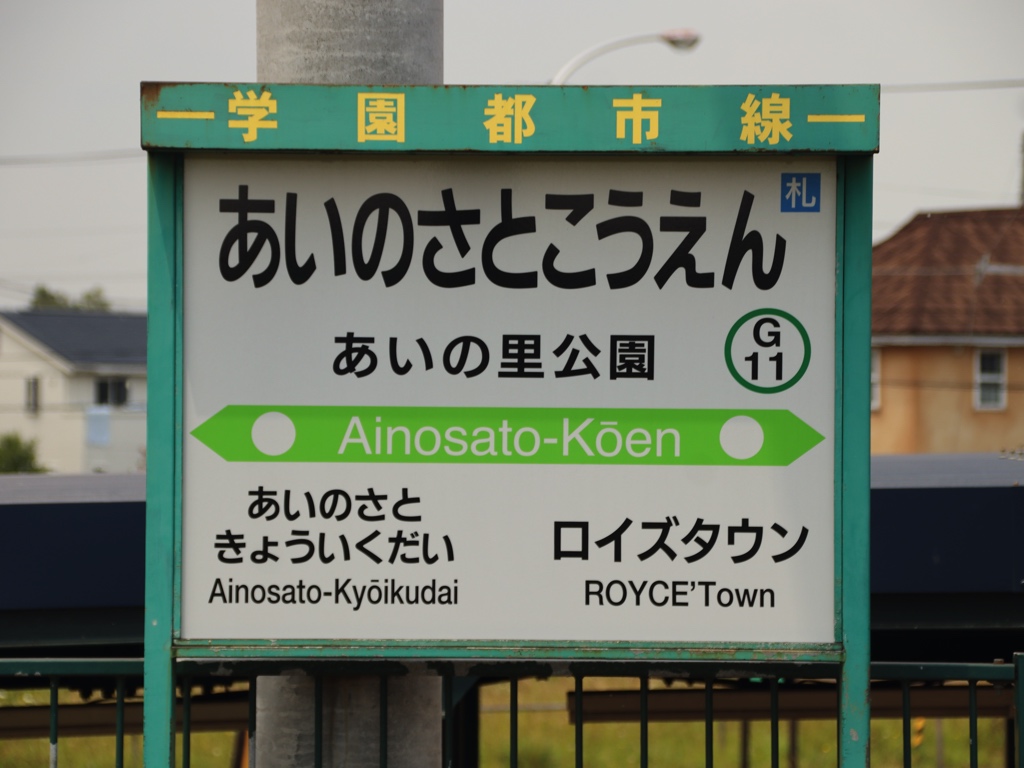 学園都市線
札
あいのさとこうえん
あいの里公園
G
11
Ainosato-Kōen
あいのさと
きょういくだい
Ainosato-Kyōikudai
ロイズタウン
ROYCE'Town